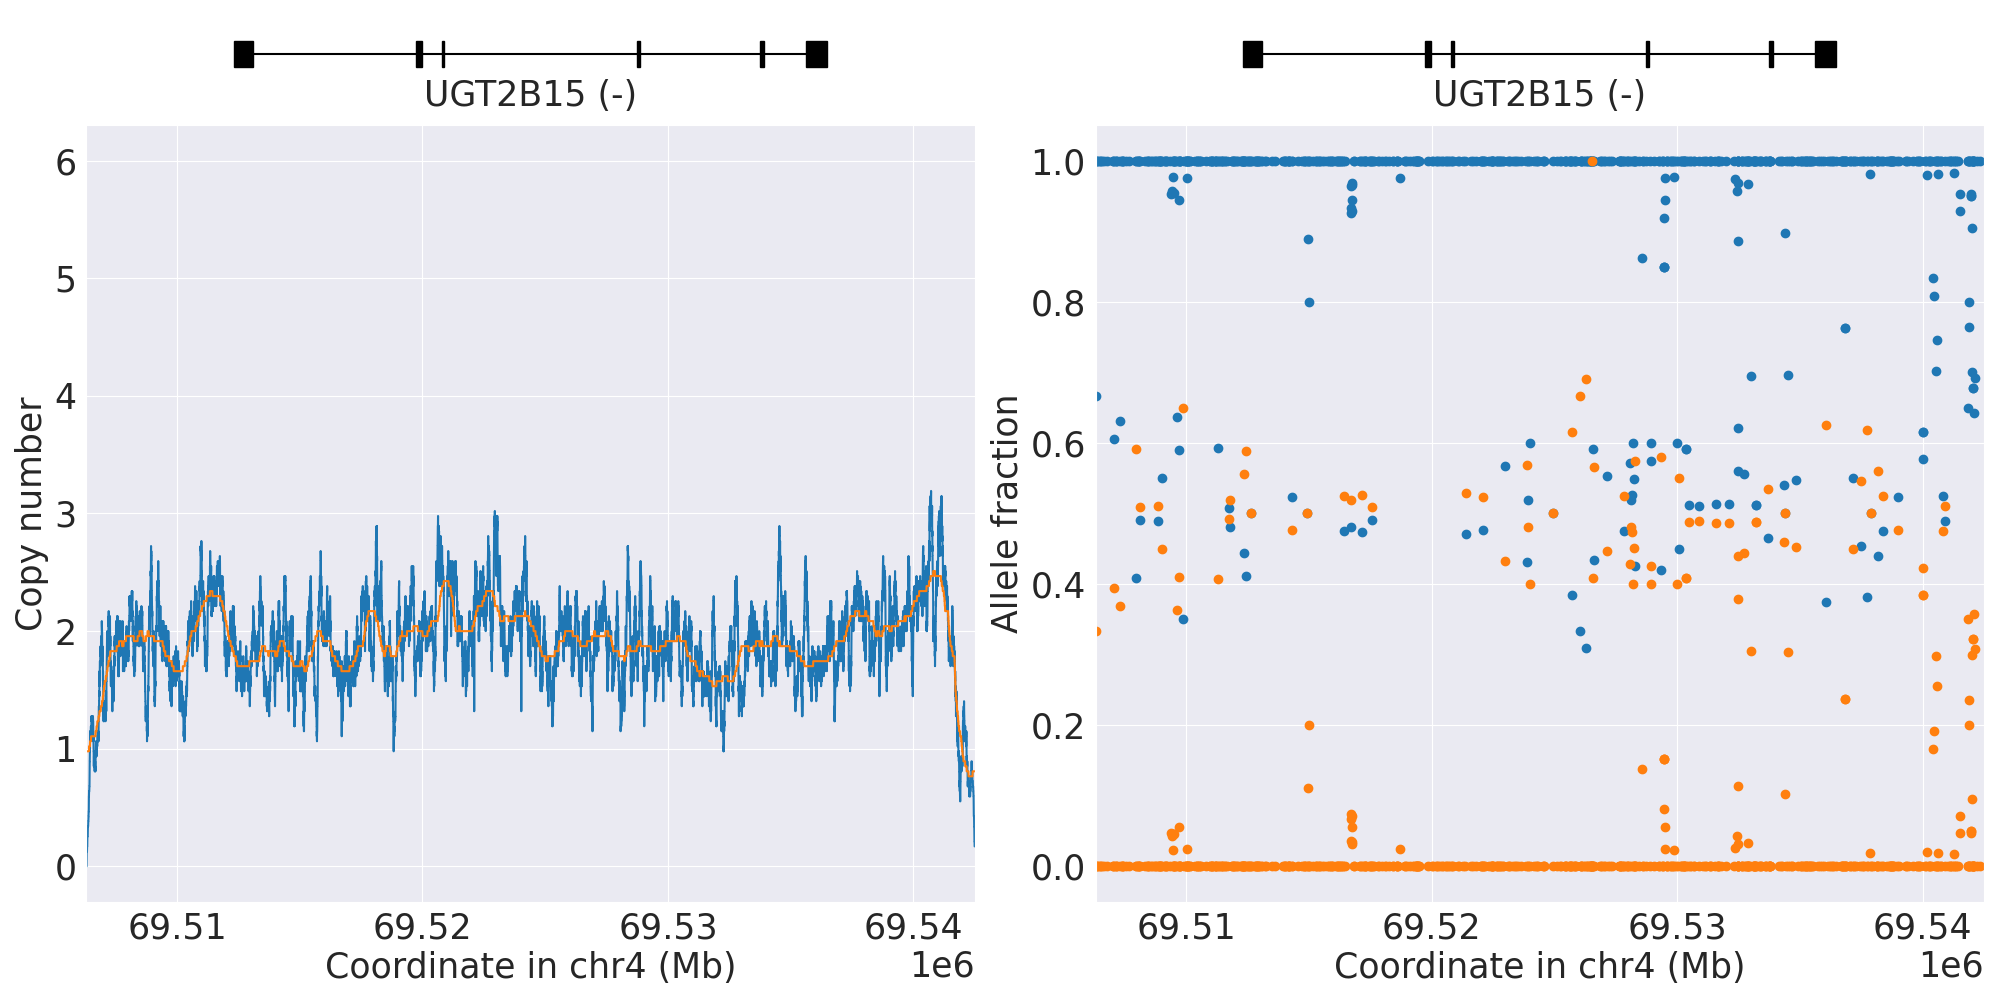 UGT2B15 (-)
6
5
4
3
2
1
0
Copy number
69.51 69.52 69.53 69.54
Coordinate in chr4 (Mb)
1e6
UGT2B15 (-)
1.0
0.8
0.6
0.4
0.2
0.0
Allele fraction
69.51 69.52 69.53 69.54
Coordinate in chr4 (Mb)
1e6